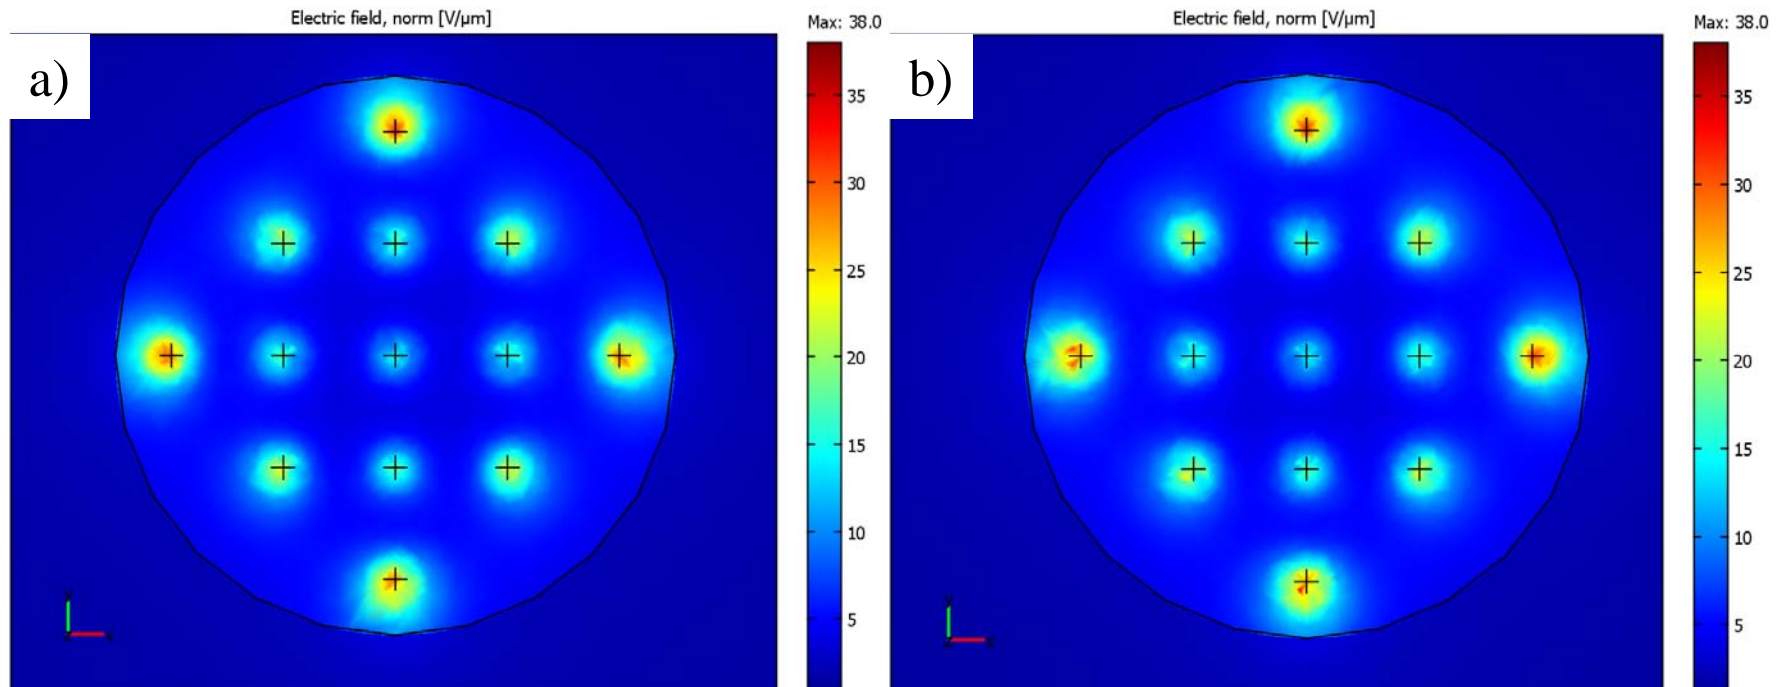 Electric field, norm [V/μm]
Max: 38.0
a)
35
30
25
20
15
10
5
y
x
z
Electric field, norm [V/μm]
Max: 38.0
b)
35
30
25
20
15
10
5
y
x
z